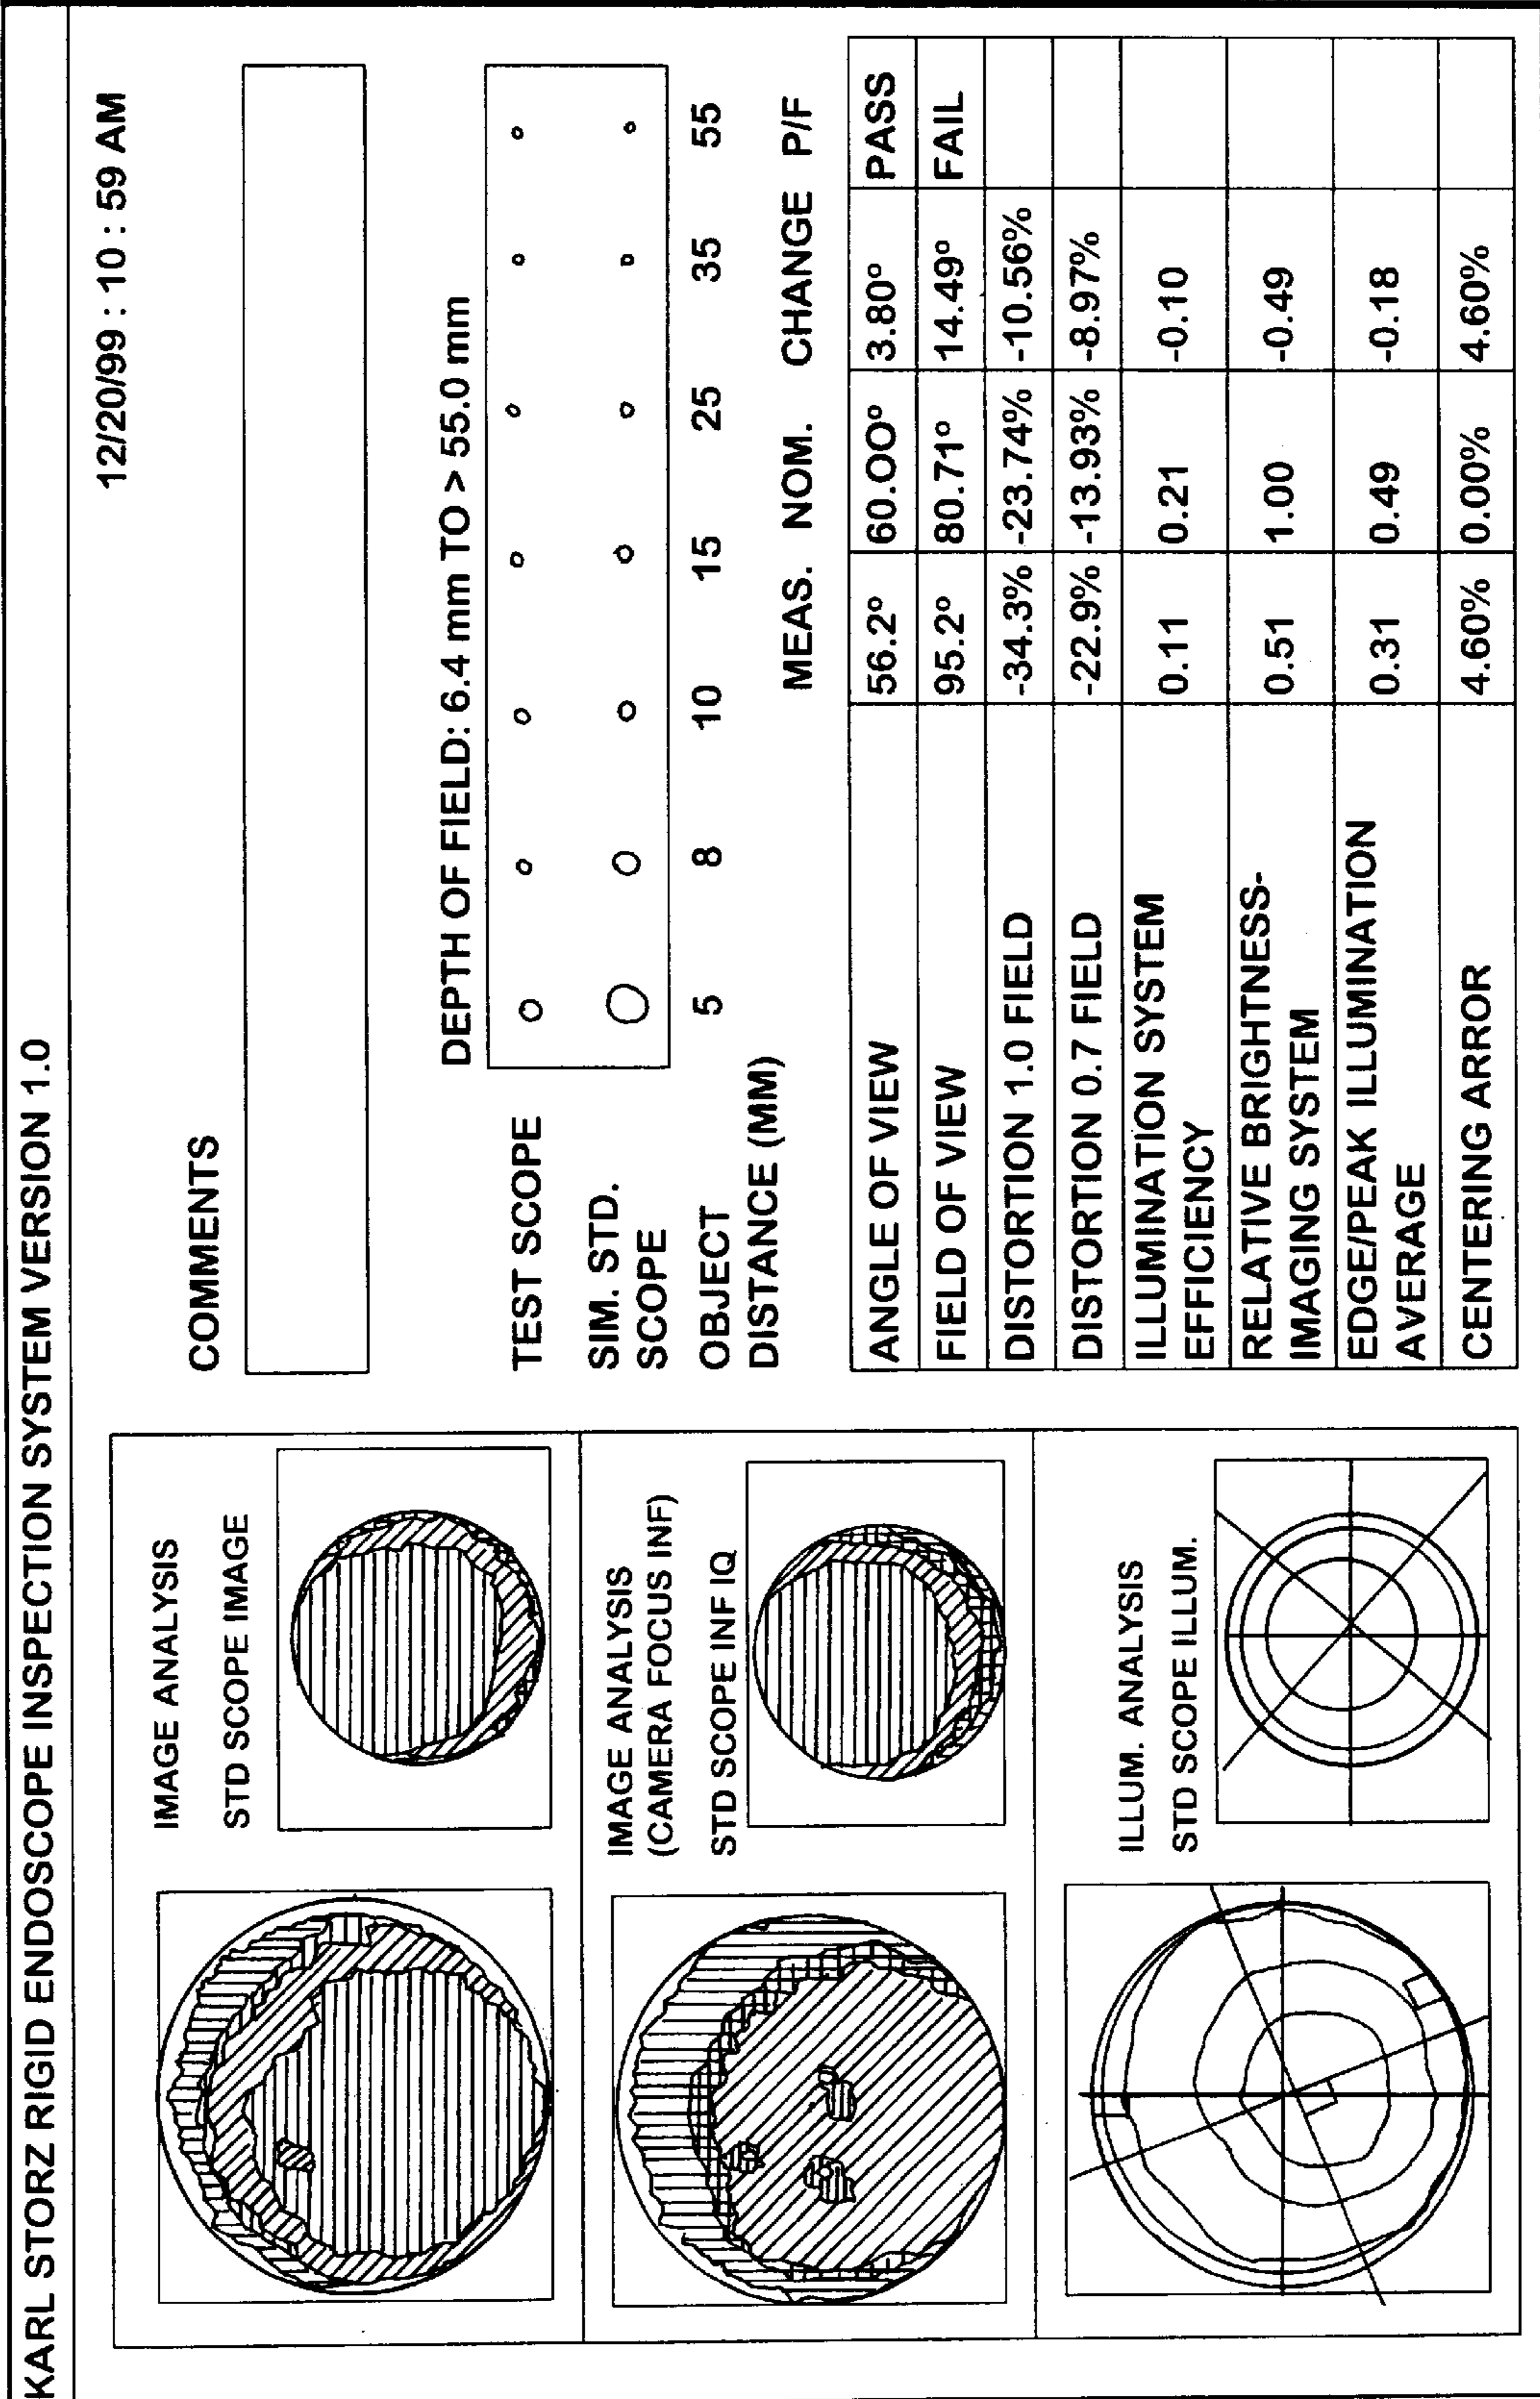 KARL STORZ RIGID ENDOSCOPE INSPECTION SYSTEM VERSION 1.0
12/20/99 : 10 : 59 AM
IMAGE ANALYSIS
STD SCOPE IMAGE
IMAGE ANALYSIS
(CAMERA FOCUS INF)
STD SCOPE INF IQ
ILLUM. ANALYSIS
STD SCOPE ILLUM.
COMMENTS
DEPTH OF FIELD: 6.4 mm TO > 55.0 mm
TEST SCOPE
SIM. STD.
SCOPE
OBJECT 5 8 10 15 25 35 55
DISTANCE (MM)
MEAS. NOM. CHANGE P/F
ANGLE OF VIEW 56.2º 60.00º 3.80º PASS
FIELD OF VIEW 95.2º 80.71º 14.49º FAIL
DISTORTION 1.0 FIELD -34.3% -23.74% -10.56%
DISTORTION 0.7 FIELD -22.9% -13.93% -8.97%
ILLUMINATION SYSTEM
EFFICIENCY 0.11 0.21 -0.10
RELATIVE BRIGHTNESS-
IMAGING SYSTEM 0.51 1.00 -0.49
EDGE/PEAK ILLUMINATION
AVERAGE 0.31 0.49 -0.18
CENTERING ARROR 4.60% 0.00% 4.60%